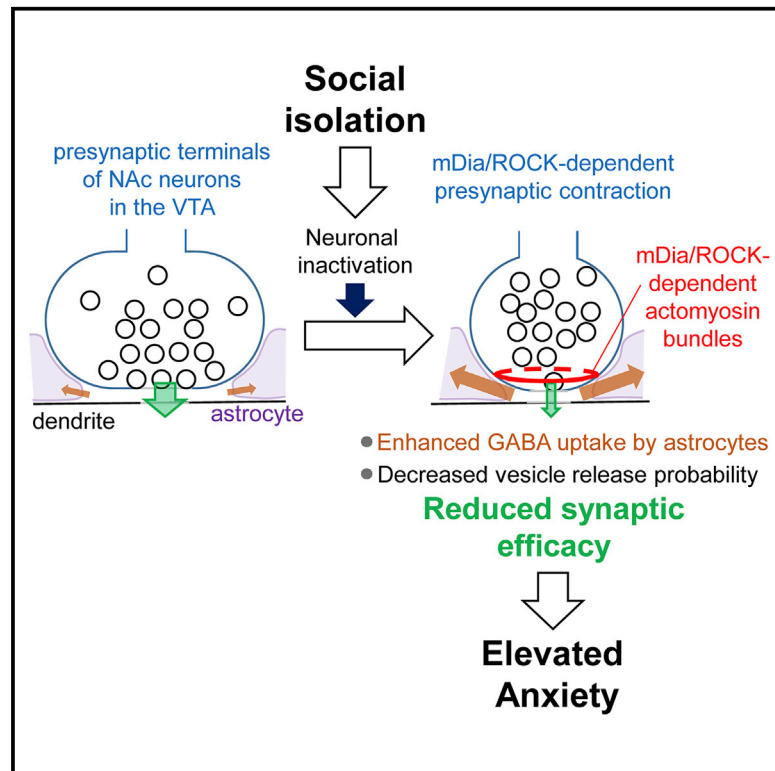 Social
isolation
presynaptic terminals
of NAc neurons
in the VTA
Neuronal
inactivation
mDia/ROCK-dependent
presynaptic contraction
mDia/ROCK-
dependent
actomyosin
bundles
dendrite
astrocyte
Enhanced GABA uptake by astrocytes
Decreased vesicle release probability
Reduced synaptic
efficacy
Elevated
Anxiety